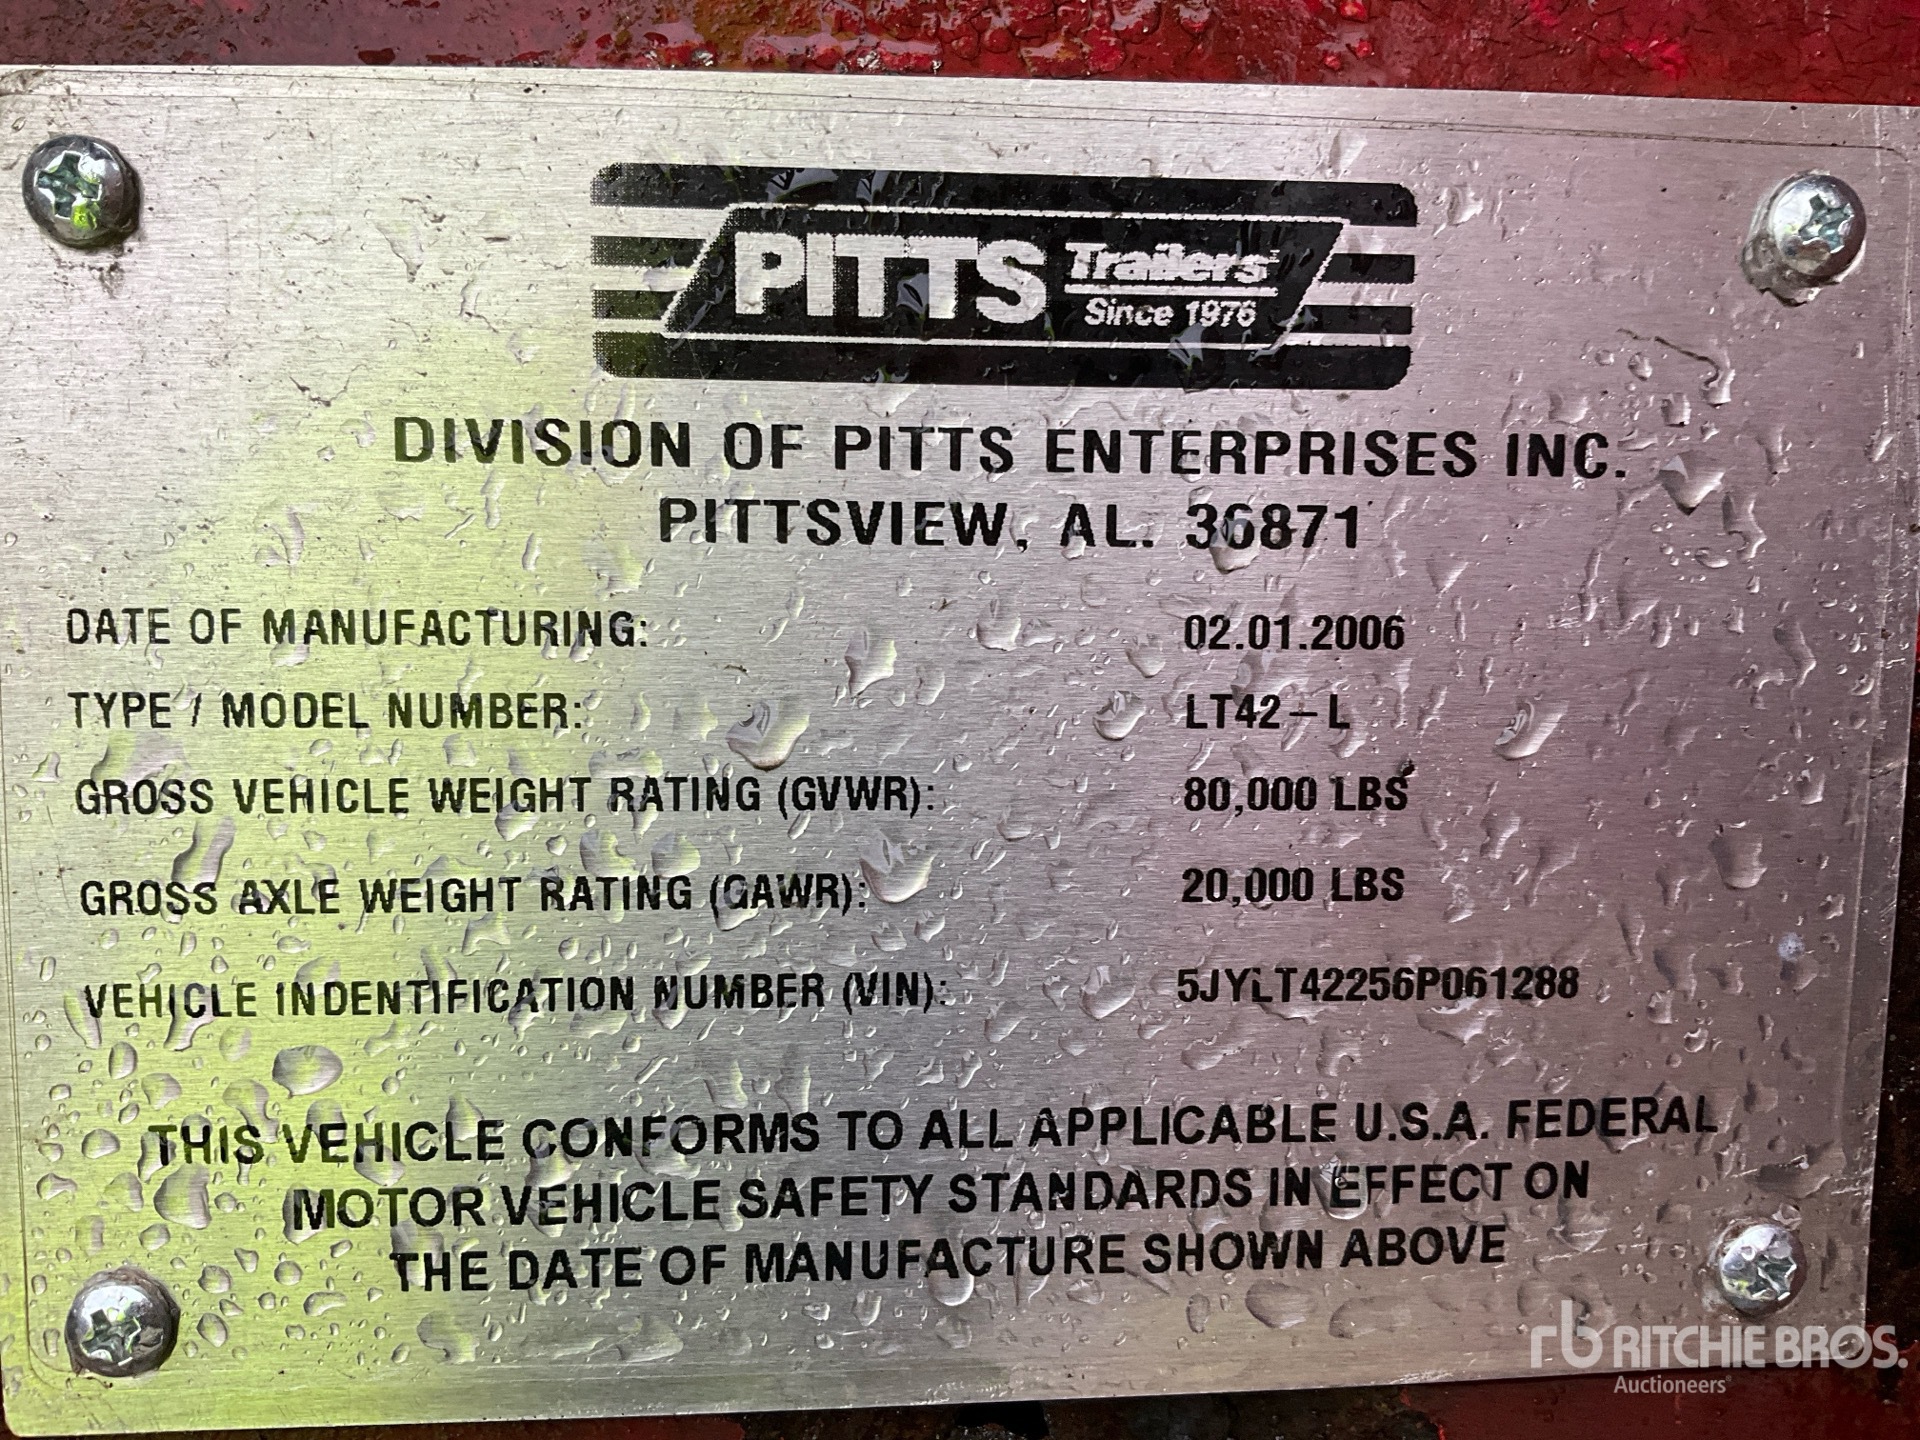 PITTS Trailers
Since 1976
DIVISION OF PITTS ENTERPRISES INC.
PITTSVIEW, AL. 36871
DATE OF MANUFACTURING: 02.01.2006
TYPE / MODEL NUMBER: LT42-L
GROSS VEHICLE WEIGHT RATING (GVWR): 80,000 LBS
GROSS AXLE WEIGHT RATING (GAWR): 20,000 LBS
VEHICLE INDENTIFICATION NUMBER (VIN): 5JYLT42256P061288
THIS VEHICLE CONFORMS TO ALL APPLICABLE U.S.A. FEDERAL
MOTOR VEHICLE SAFETY STANDARDS IN EFFECT ON
THE DATE OF MANUFACTURE SHOWN ABOVE
rb RITCHIE BROS.
Auctioneers